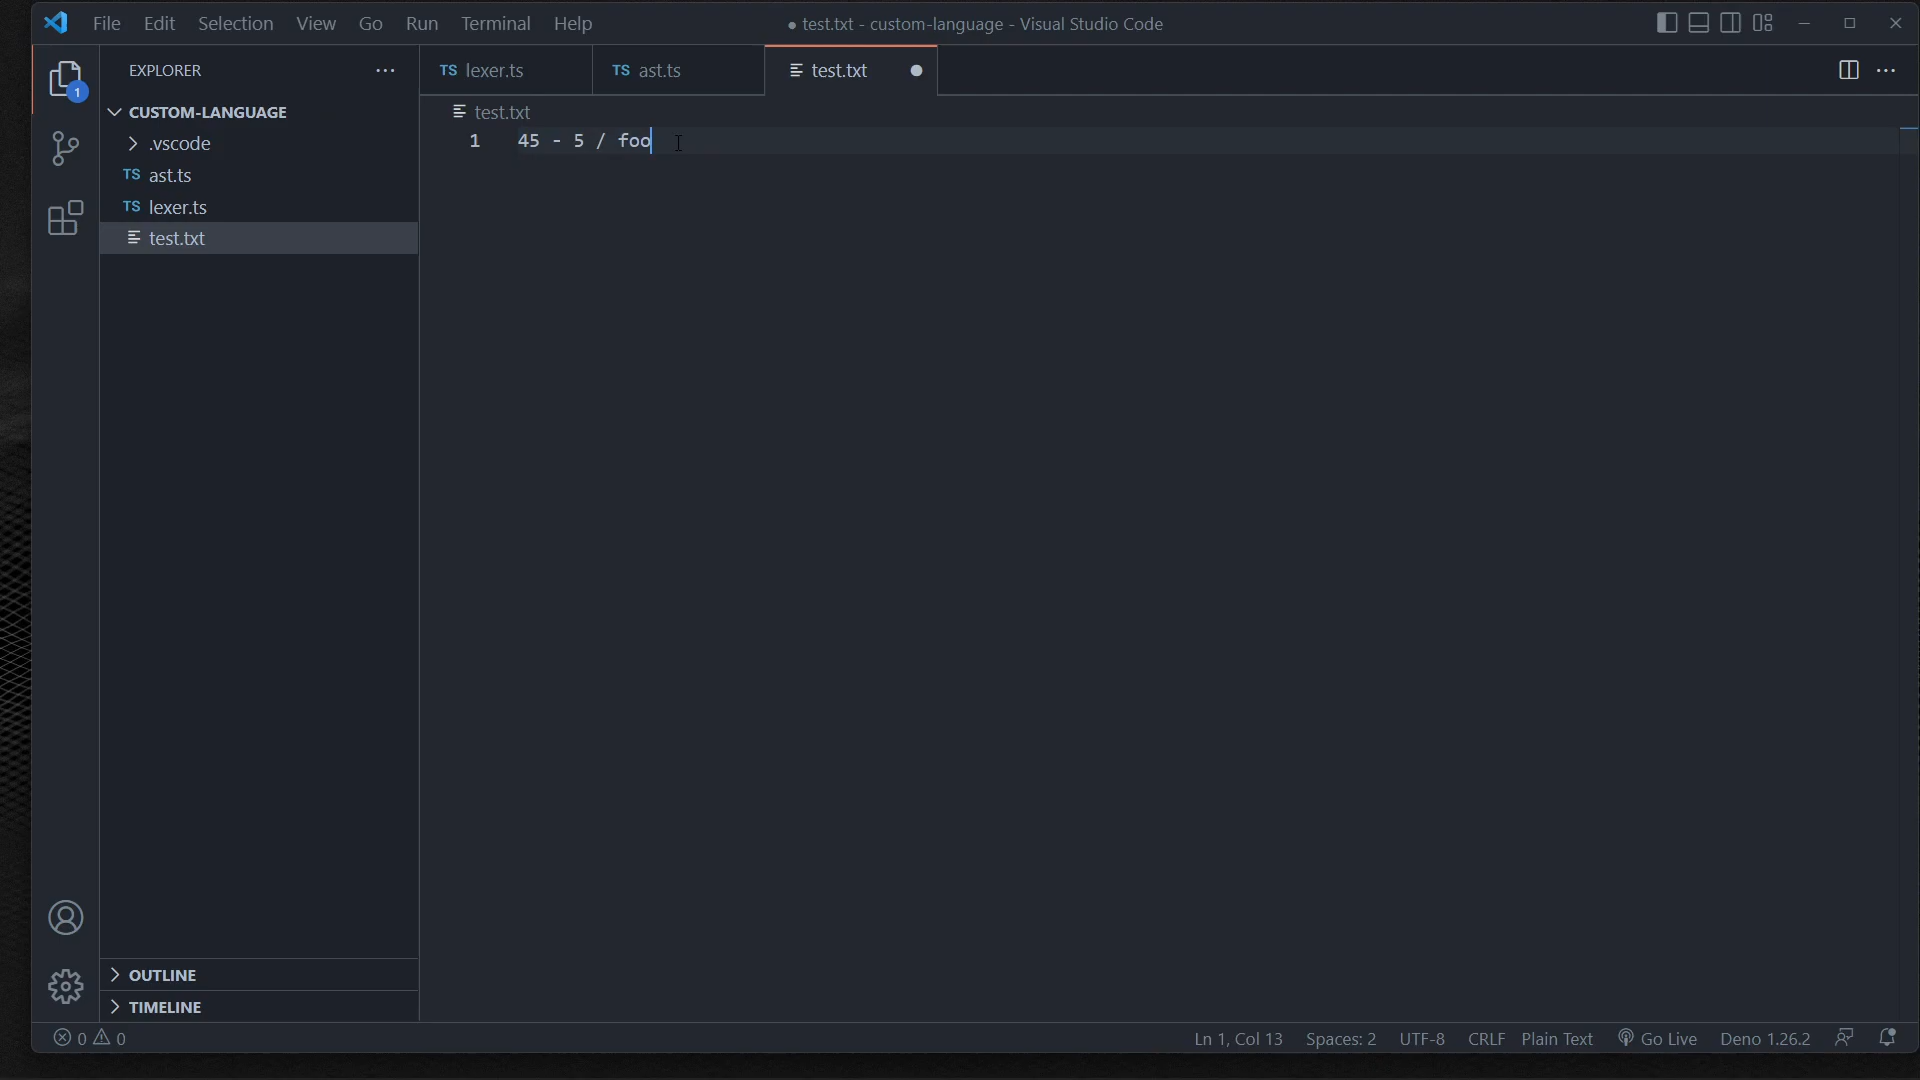 File Edit Selection View Go Run Terminal Help
● test.txt - custom-language - Visual Studio Code
1
EXPLORER
CUSTOM-LANGUAGE
.vscode
TS ast.ts
TS lexer.ts
test.txt
OUTLINE
TIMELINE
TS lexer.ts
TS ast.ts
test.txt
test.txt
1 45 - 5 / foo
0 0
Ln 1, Col 13 Spaces: 2 UTF-8 CRLF Plain Text Go Live Deno 1.26.2